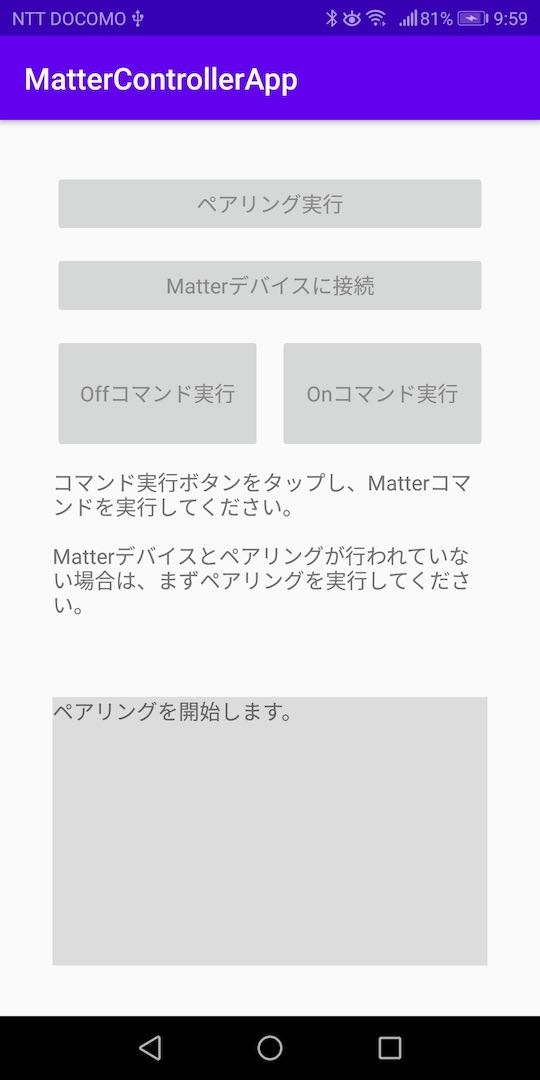 NTT DOCOMO 81% 9:59
MatterControllerApp
ペアリング実行
Matterデバイスに接続
Offコマンド実行 Onコマンド実行
コマンド実行ボタンをタップし、Matterコマ
ンドを実行してください。
Matterデバイスとペアリングが行われていな
い場合は、まずペアリングを実行してくださ
い。
ペアリングを開始します。